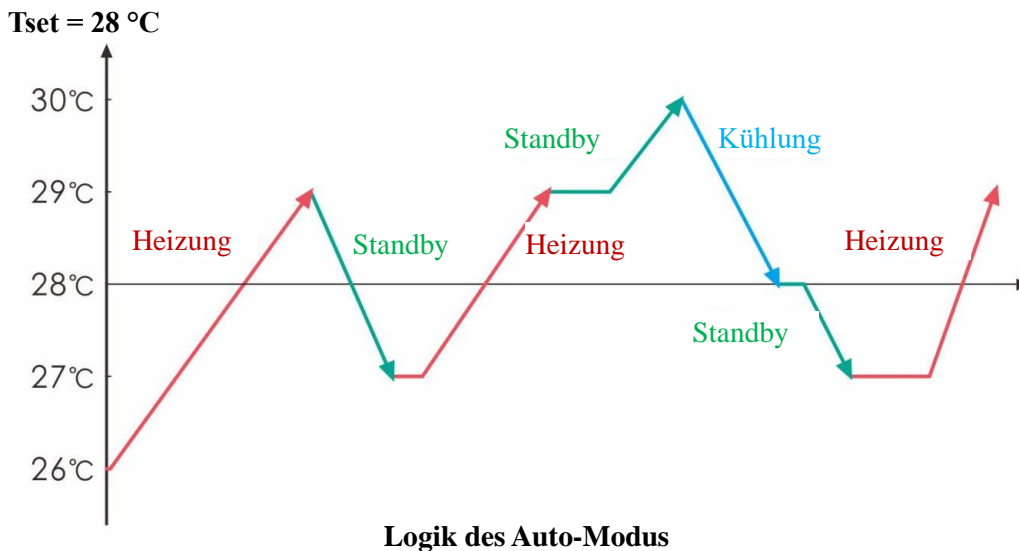 Tset = 28 °C
30℃
Standby
Kühlung
29℃
Heizung
Standby
Heizung
Heizung
28℃
Standby
27℃
26℃
Logik des Auto-Modus